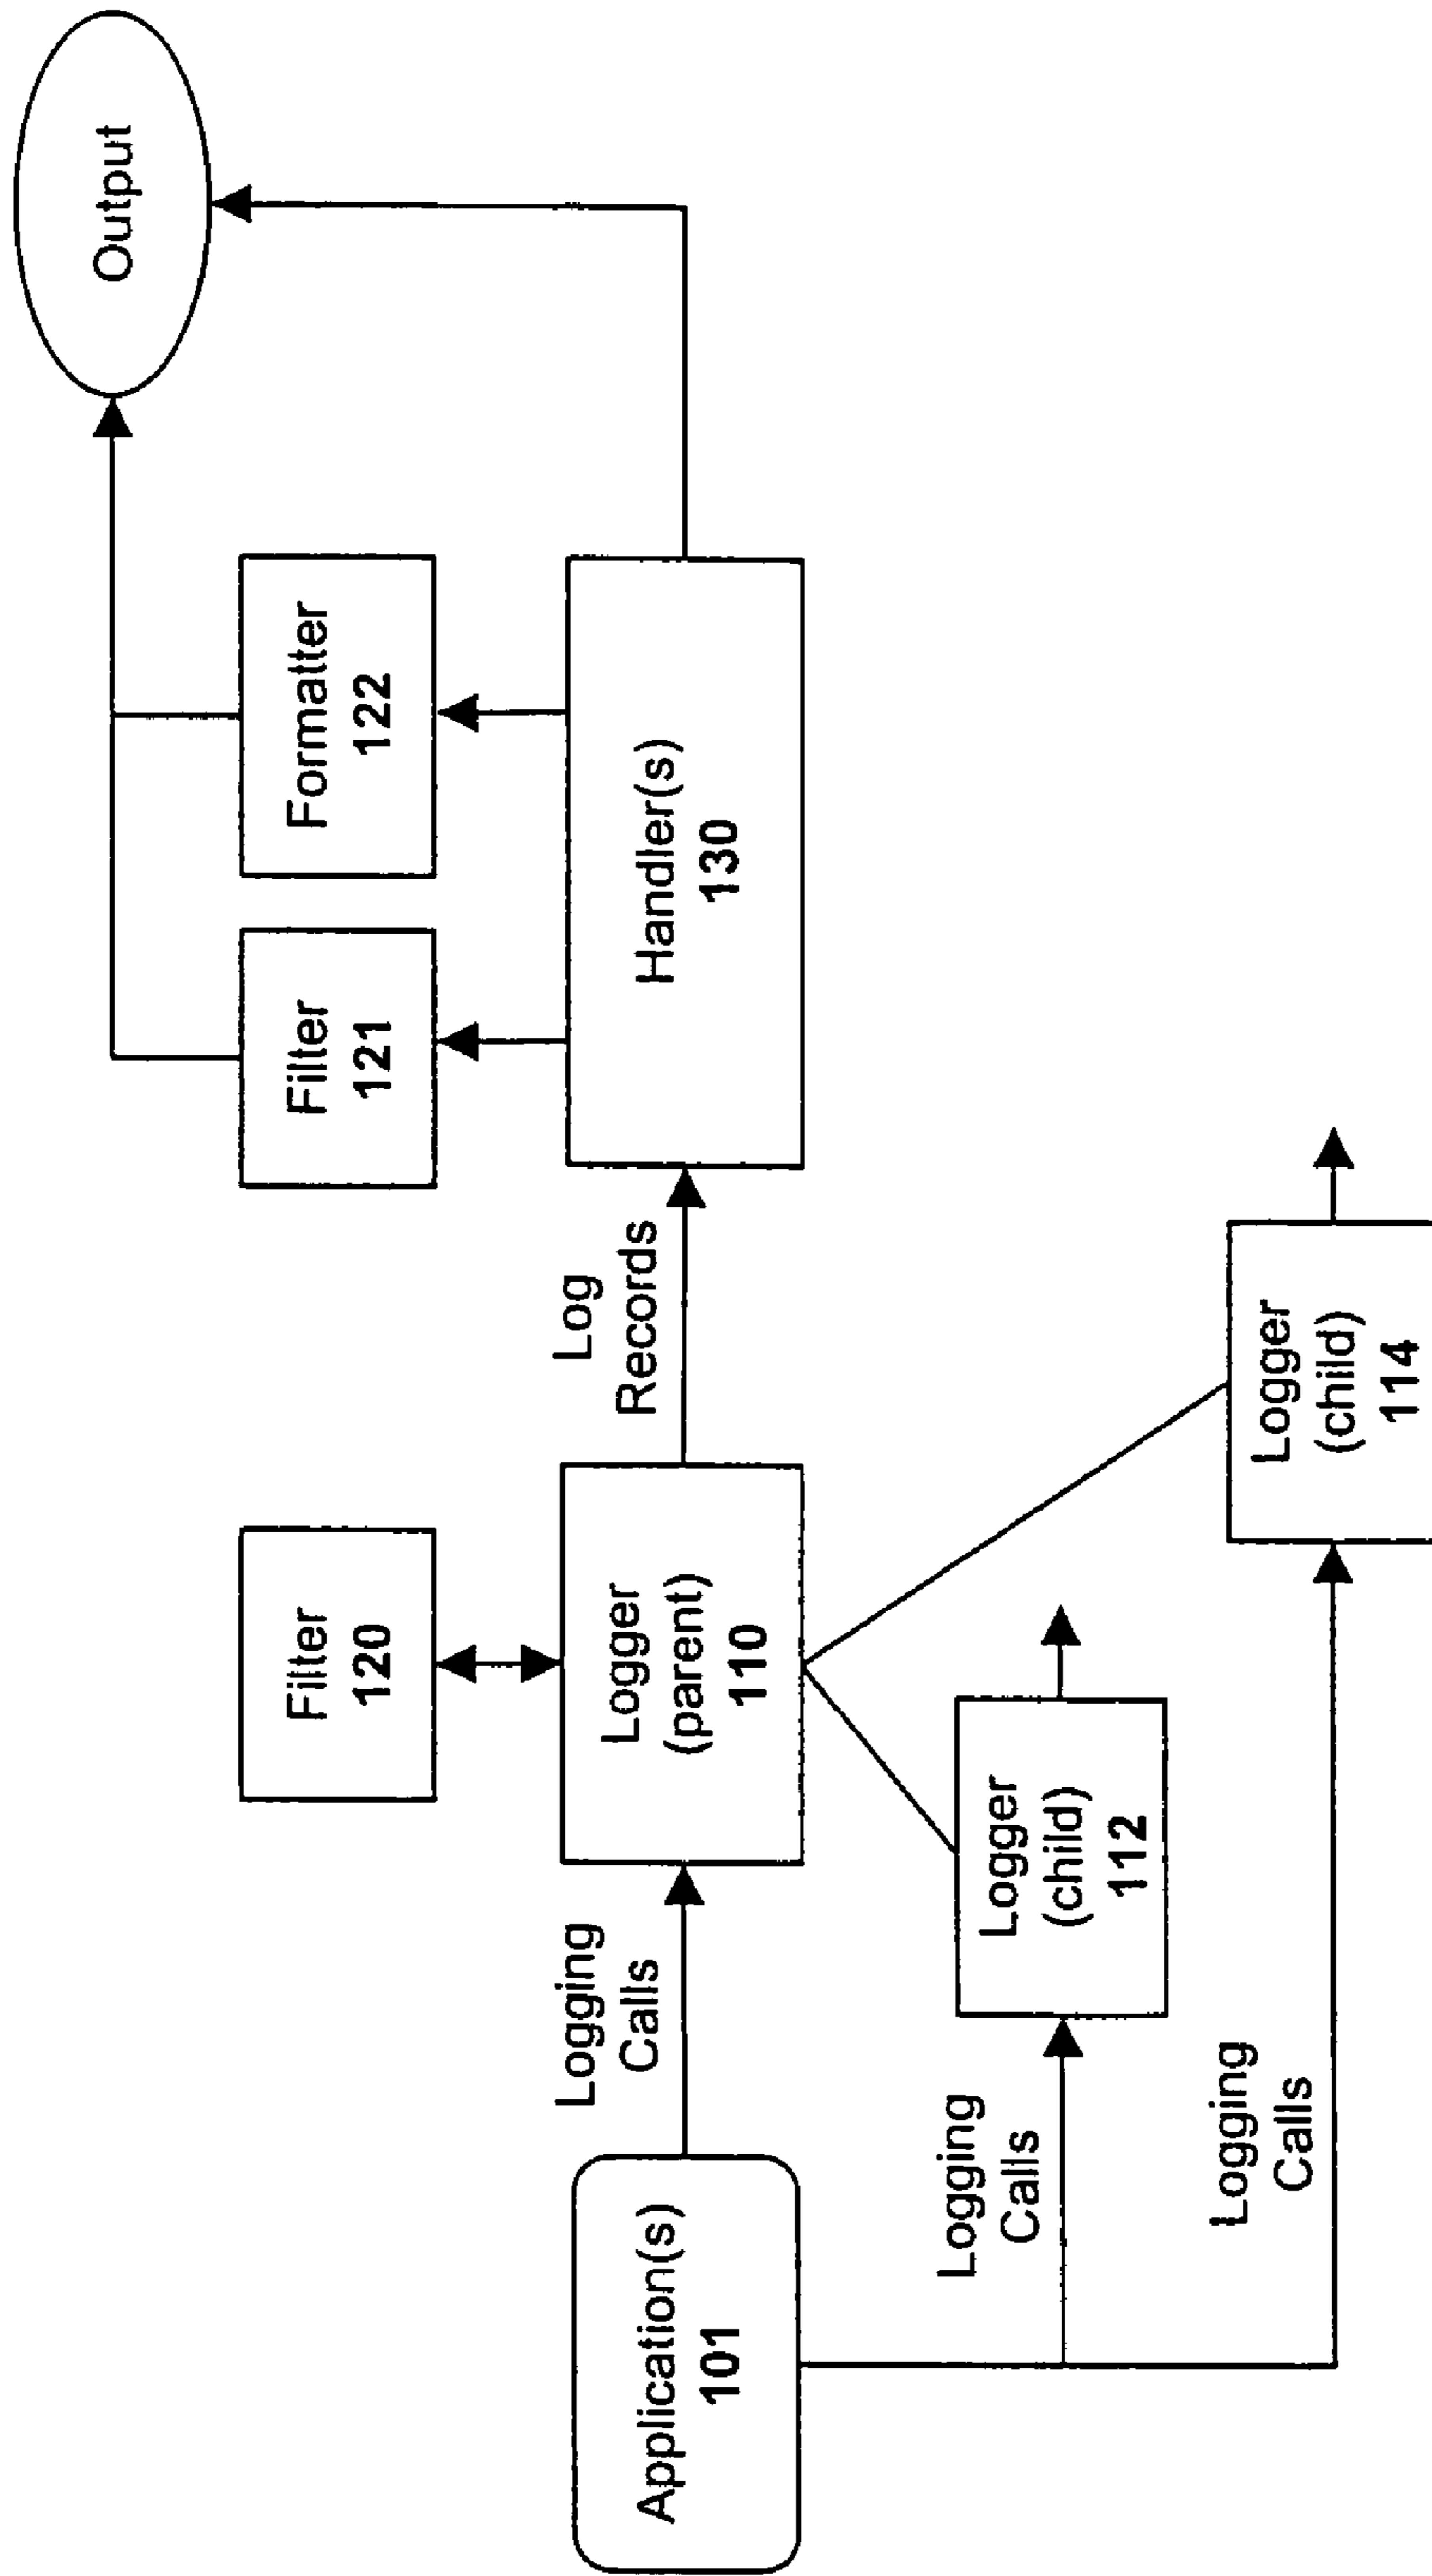 Output
Filter
120
Filter
121
Formatter
122
Application(s)
101
Logging
Calls
Logger
(parent)
110
Log
Records
Handler(s)
130
Logging
Calls
Logger
(child)
112
Logging
Calls
Logger
(child)
114